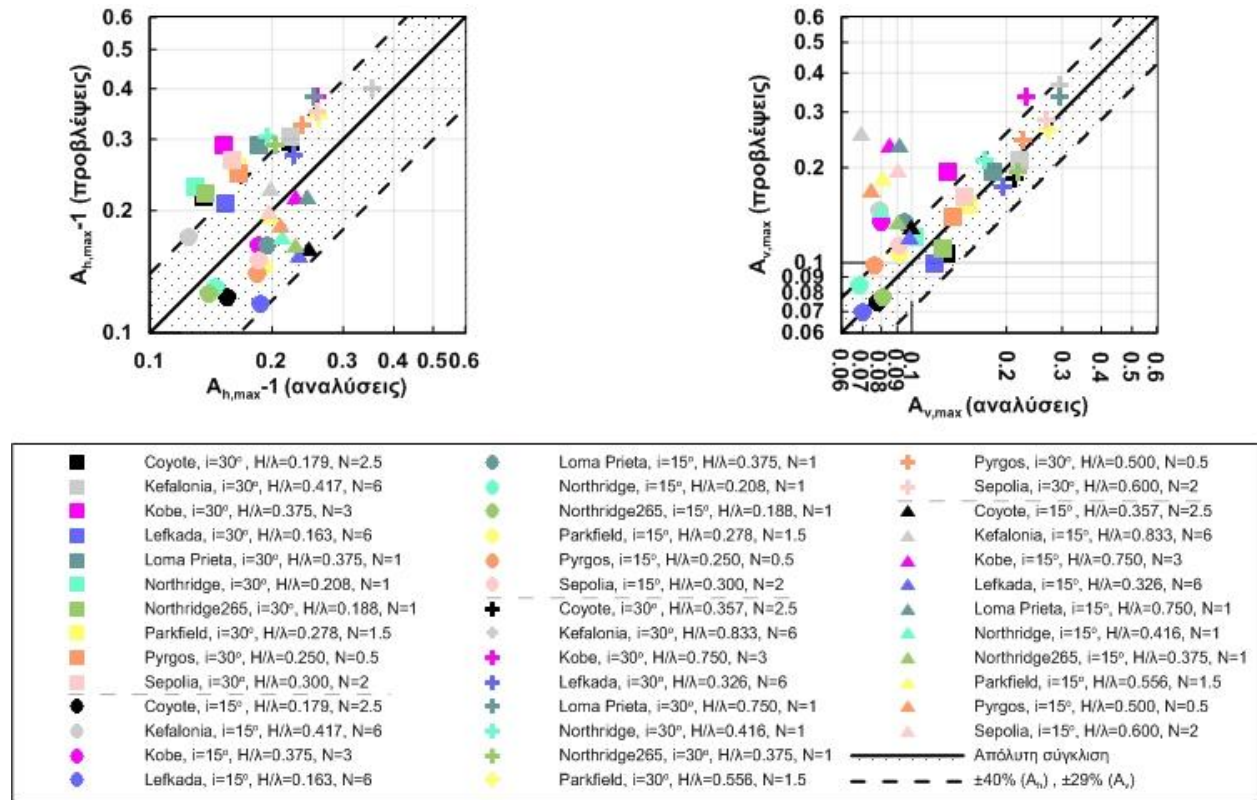 0.6
0.5
0.4
0.3
0.2
0.1
A_h,max-1 (προβλέψεις)
0.1 0.2 0.3 0.4 0.5 0.6
A_h,max-1 (αναλύσεις)
0.6
0.5
0.4
0.3
0.2
0.1
0.09
0.08
0.07
0.06
A_v,max (προβλέψεις)
0.06 0.07 0.08 0.09 0.1 0.2 0.3 0.4 0.5 0.6
A_v,max (αναλύσεις)
Coyote, i=30°, H/λ=0.179, N=2.5
Kefalonia, i=30°, H/λ=0.417, N=6
Kobe, i=30°, H/λ=0.375, N=3
Lefkada, i=30°, H/λ=0.163, N=6
Loma Prieta, i=30°, H/λ=0.375, N=1
Northridge, i=30°, H/λ=0.208, N=1
Northridge265, i=30°, H/λ=0.188, N=1
Parkfield, i=30°, H/λ=0.278, N=1.5
Pyrgos, i=30°, H/λ=0.250, N=0.5
Sepolia, i=30°, H/λ=0.300, N=2
Coyote, i=15°, H/λ=0.179, N=2.5
Kefalonia, i=15°, H/λ=0.417, N=6
Kobe, i=15°, H/λ=0.375, N=3
Lefkada, i=15°, H/λ=0.163, N=6
Loma Prieta, i=15°, H/λ=0.375, N=1
Northridge, i=15°, H/λ=0.208, N=1
Northridge265, i=15°, H/λ=0.188, N=1
Parkfield, i=15°, H/λ=0.278, N=1.5
Pyrgos, i=15°, H/λ=0.250, N=0.5
Sepolia, i=15°, H/λ=0.300, N=2
Coyote, i=30°, H/λ=0.357, N=2.5
Kefalonia, i=30°, H/λ=0.833, N=6
Kobe, i=30°, H/λ=0.750, N=3
Lefkada, i=30°, H/λ=0.326, N=6
Loma Prieta, i=30°, H/λ=0.750, N=1
Northridge, i=30°, H/λ=0.416, N=1
Northridge265, i=30°, H/λ=0.375, N=1
Parkfield, i=30°, H/λ=0.556, N=1.5
Pyrgos, i=30°, H/λ=0.500, N=0.5
Sepolia, i=30°, H/λ=0.600, N=2
Coyote, i=15°, H/λ=0.357, N=2.5
Kefalonia, i=15°, H/λ=0.833, N=6
Kobe, i=15°, H/λ=0.750, N=3
Lefkada, i=15°, H/λ=0.326, N=6
Loma Prieta, i=15°, H/λ=0.750, N=1
Northridge, i=15°, H/λ=0.416, N=1
Northridge265, i=15°, H/λ=0.375, N=1
Parkfield, i=15°, H/λ=0.556, N=1.5
Pyrgos, i=15°, H/λ=0.500, N=0.5
Sepolia, i=15°, H/λ=0.600, N=2
Απόλυτη σύγκλιση
±40% (A_h) , ±29% (A_v)